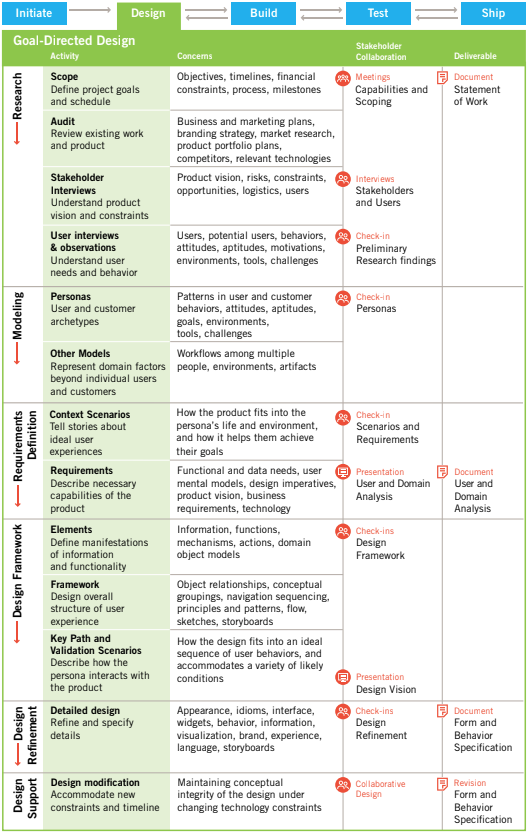 Initiate
Design
Build
Test
Ship
Goal-Directed Design
Activity
Concerns
Stakeholder
Collaboration
Deliverable
Research
Scope
Define project goals
and schedule
Objectives, timelines, financial
constraints, process, milestones
Meetings
Capabilities and
Scoping
Document
Statement
of Work
Audit
Review existing work
and product
Business and marketing plans,
branding strategy, market research,
product portfolio plans,
competitors, relevant technologies
Stakeholder
Interviews
Understand product
vision and constraints
Product vision, risks, constraints,
opportunities, logistics, users
Interviews
Stakeholders
and Users
User interviews
& observations
Understand user
needs and behavior
Users, potential users, behaviors,
attitudes, aptitudes, motivations,
environments, tools, challenges
Check-in
Preliminary
Research findings
Modeling
Personas
User and customer
archetypes
Patterns in user and customer
behaviors, attitudes, aptitudes,
goals, environments,
tools, challenges
Check-in
Personas
Other Models
Represent domain factors
beyond individual users
and customers
Workflows among multiple
people, environments, artifacts
Requirements
Definition
Context Scenarios
Tell stories about
ideal user
experiences
How the product fits into the
persona's life and environment,
and how it helps them achieve
their goals
Check-in
Scenarios and
Requirements
Requirements
Describe necessary
capabilities of the
product
Functional and data needs, user
mental models, design imperatives,
product vision, business
requirements, technology
Presentation
User and Domain
Analysis
Document
User and
Domain
Analysis
Design Framework
Elements
Define manifestations
of information
and functionality
Information, functions,
mechanisms, actions, domain
object models
Check-ins
Design
Framework
Framework
Design overall
structure of user
experience
Object relationships, conceptual
groupings, navigation sequencing,
principles and patterns, flow,
sketches, storyboards
Key Path and
Validation Scenarios
Describe how the
persona interacts with
the product
How the design fits into an ideal
sequence of user behaviors, and
accommodates a variety of likely
conditions
Presentation
Design Vision
Design
Refinement
Detailed design
Refine and specify
details
Appearance, idioms, interface,
widgets, behavior, information,
visualization, brand, experience,
language, storyboards
Check-ins
Design
Refinement
Document
Form and
Behavior
Specification
Design
Support
Design modification
Accommodate new
constraints and timeline
Maintaining conceptual
integrity of the design under
changing technology constraints
Collaborative
Design
Revision
Form and
Behavior
Specification